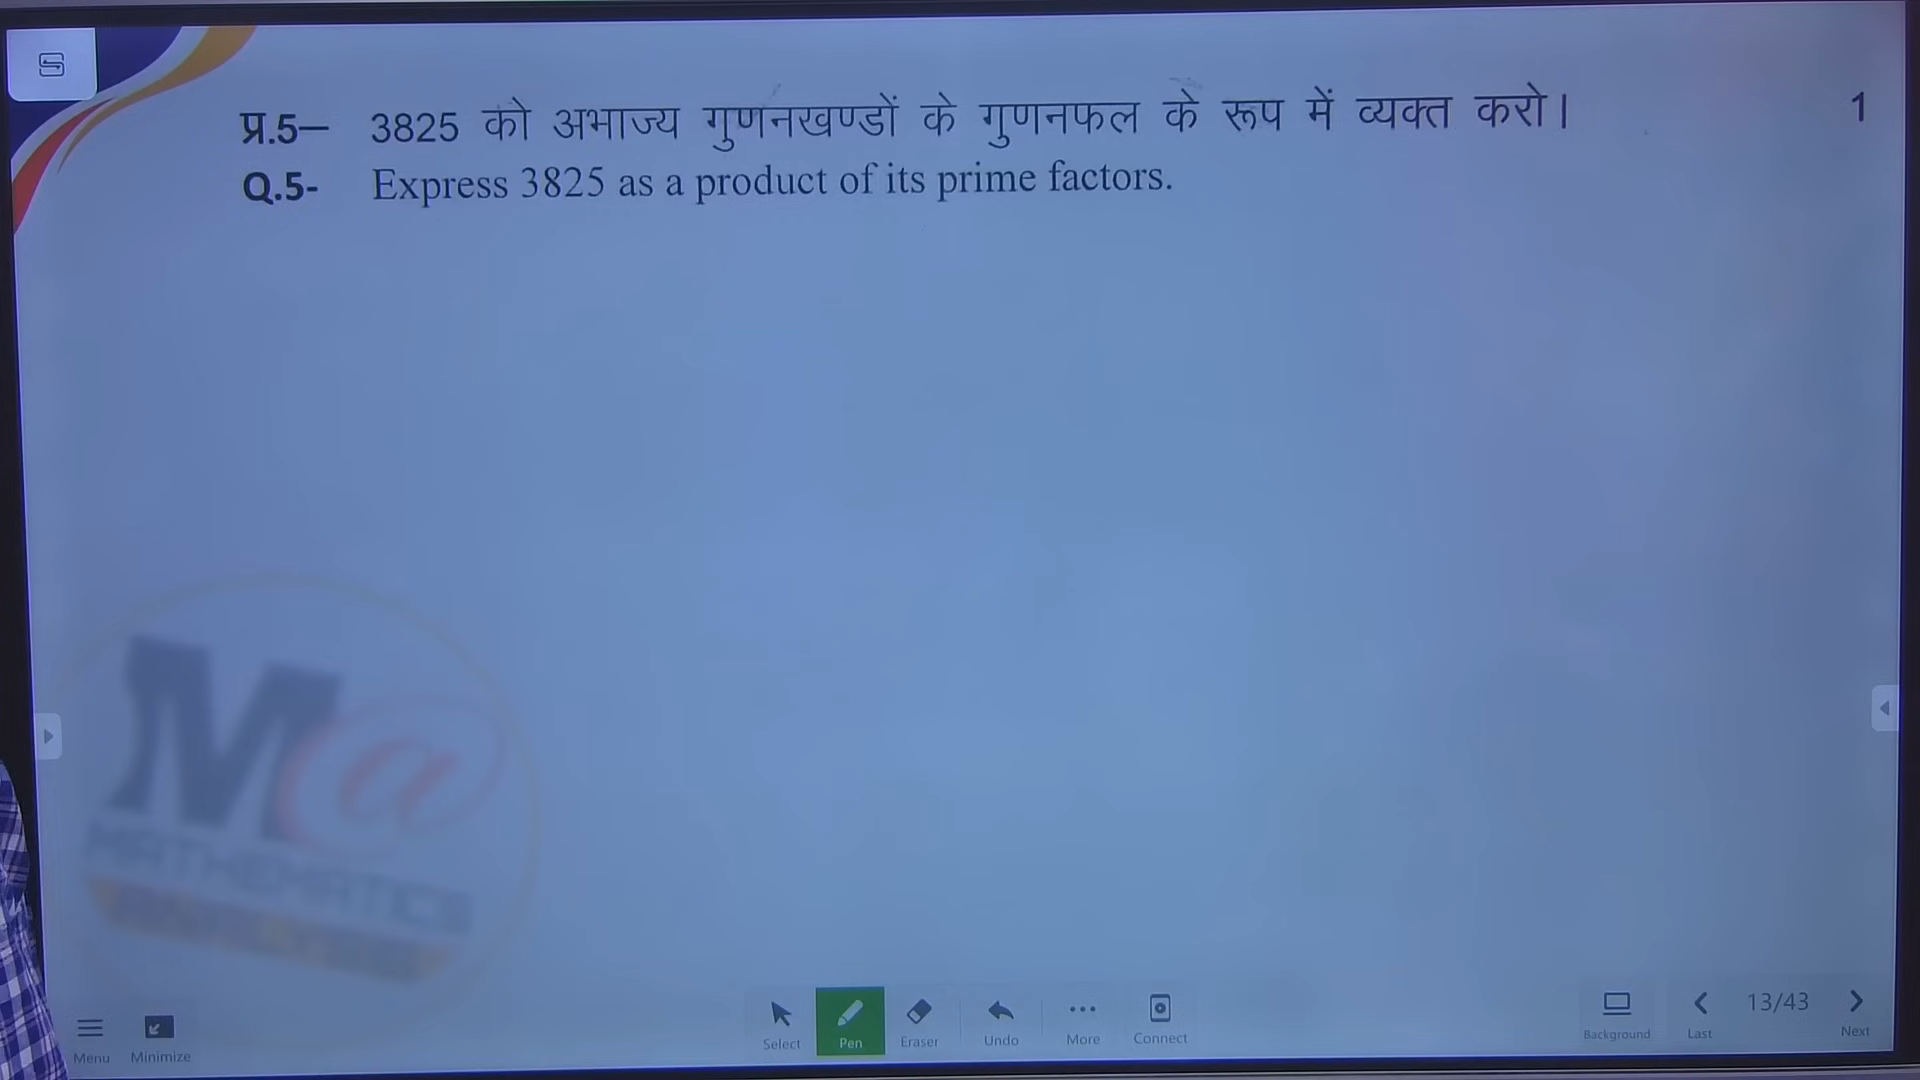 प्र.5– 3825 को अभाज्य गुणनखण्डों के गुणनफल के रूप में व्यक्त करो। 1
Q.5- Express 3825 as a product of its prime factors.
M@
MATHEMATICS
Menu
Minimize
Select
Pen
Eraser
Undo
More
Connect
Background
Last
13/43
Next